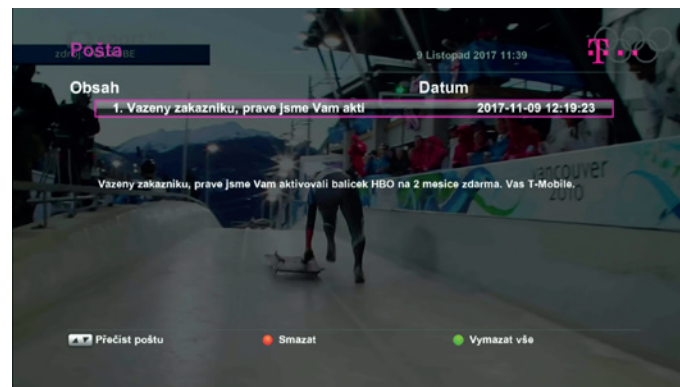 Pošta
9 Listopad 2017 11:39
T
Obsah Datum
1. Vazeny zakazniku, prave jsme Vam akti 2017-11-09 12:19:23
vancouver
2010
Vazeny zakazniku, prave jsme Vam aktivovali balicek HBO na 2 mesice zdarma. Vas T-Mobile.
Přečíst poštu Smazat Vymazat vše